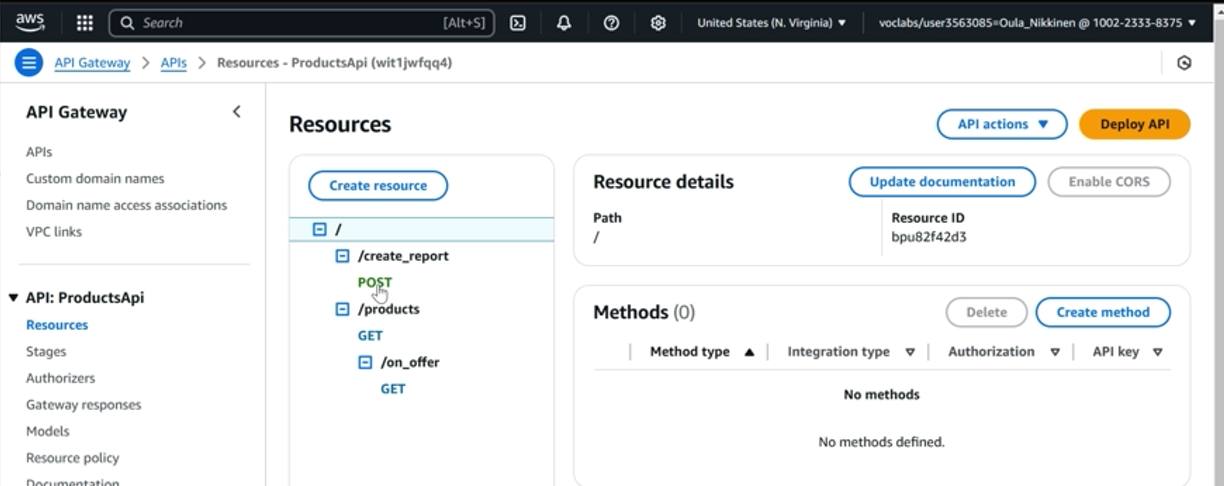 aws Search [Alt+S] United States (N. Virginia) ▼ voclabs/user3563085=Oula_Nikkinen @ 1002-2333-8375 ▼
API Gateway > APIs > Resources - ProductsApi (wit1jwfqq4)
API Gateway
APIs
Custom domain names
Domain name access associations
VPC links
▼ API: ProductsApi
Resources
Stages
Authorizers
Gateway responses
Models
Resource policy
Documentation
Resources
API actions ▼ Deploy API
Create resource
/
/create_report
POST
/products
GET
/on_offer
GET
Resource details Update documentation Enable CORS
Path Resource ID
/ bpu82f42d3
Methods (0) Delete Create method
Method type ▲ Integration type ▽ Authorization ▽ API key ▽
No methods
No methods defined.